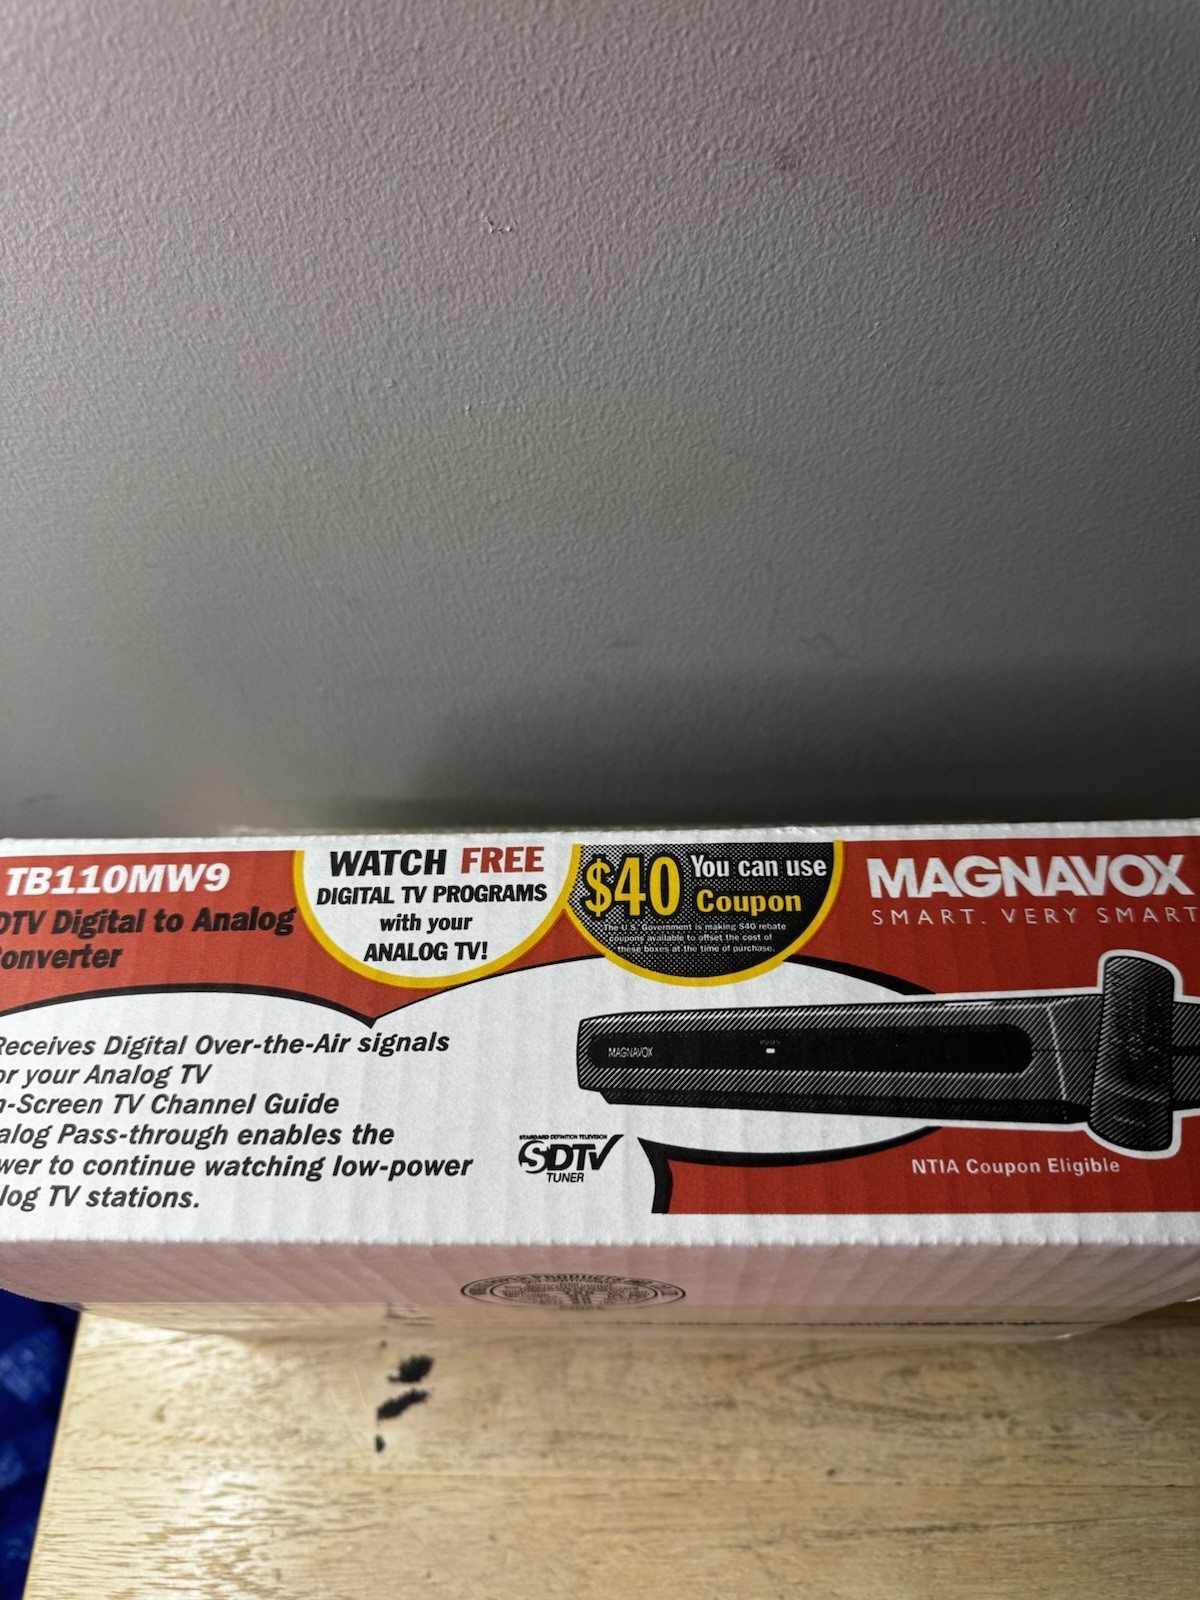 TB110MW9
DTV Digital to Analog
onverter
WATCH FREE
DIGITAL TV PROGRAMS
with your
ANALOG TV!
$40 You can use
Coupon
The U.S. Government is making $40 rebate
coupons available to offset the cost of
these boxes at the time of purchase.
MAGNAVOX
SMART. VERY SMART
Receives Digital Over-the-Air signals
or your Analog TV
n-Screen TV Channel Guide
alog Pass-through enables the
wer to continue watching low-power
log TV stations.
MAGNAVOX
STANDARD DEFINITION TELEVISION
SDTV
TUNER
NTIA Coupon Eligible